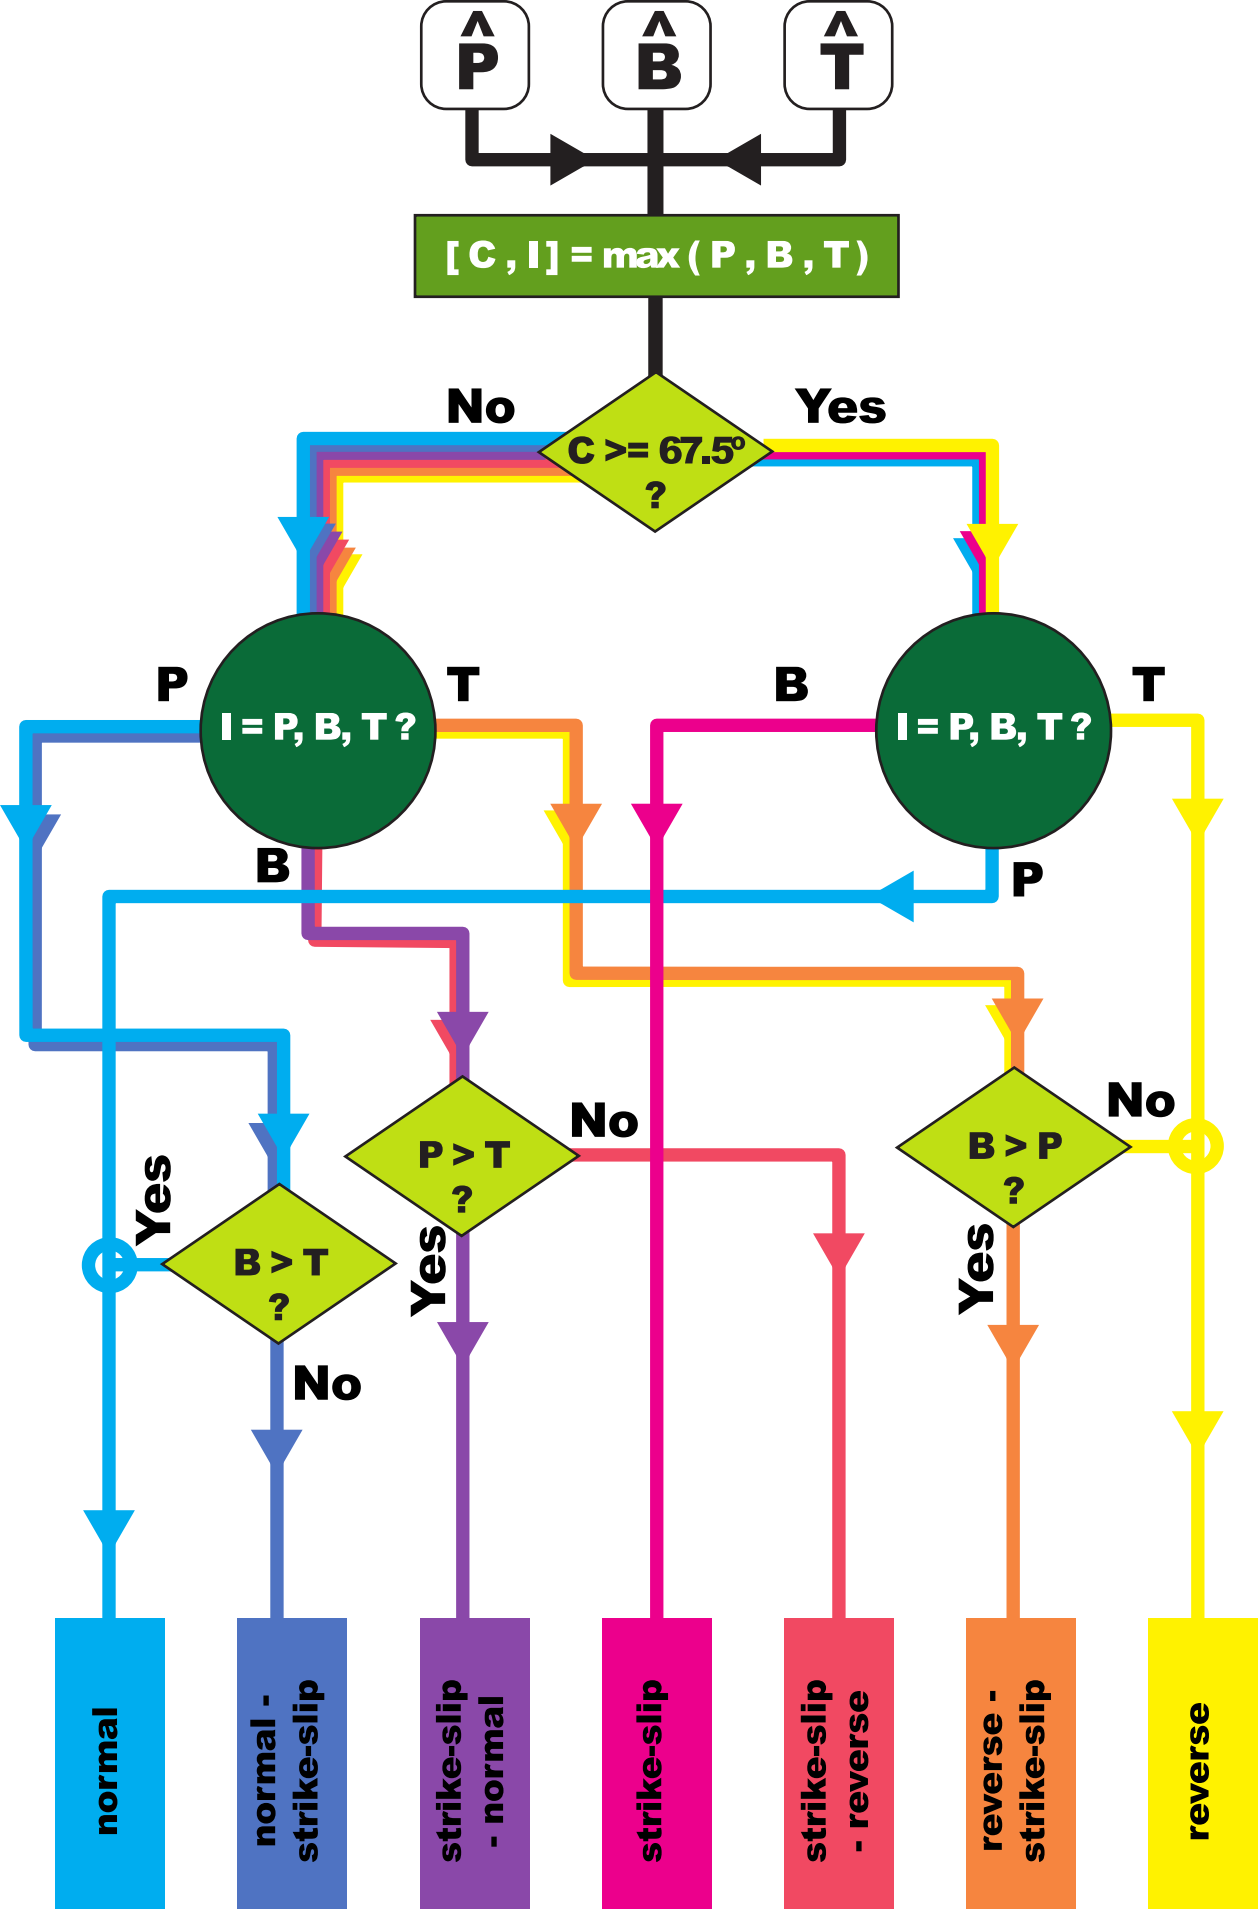 P̂
B̂
T̂
[ C , I ] = max ( P , B , T )
No
Yes
C >= 67.5º
?
P
T
B
T
I = P, B, T ?
I = P, B, T ?
B
P
No
No
P > T
?
B > P
?
Yes
B > T
?
Yes
Yes
No
normal
normal -
strike-slip
strike-slip
- normal
strike-slip
strike-slip
- reverse
reverse -
strike-slip
reverse